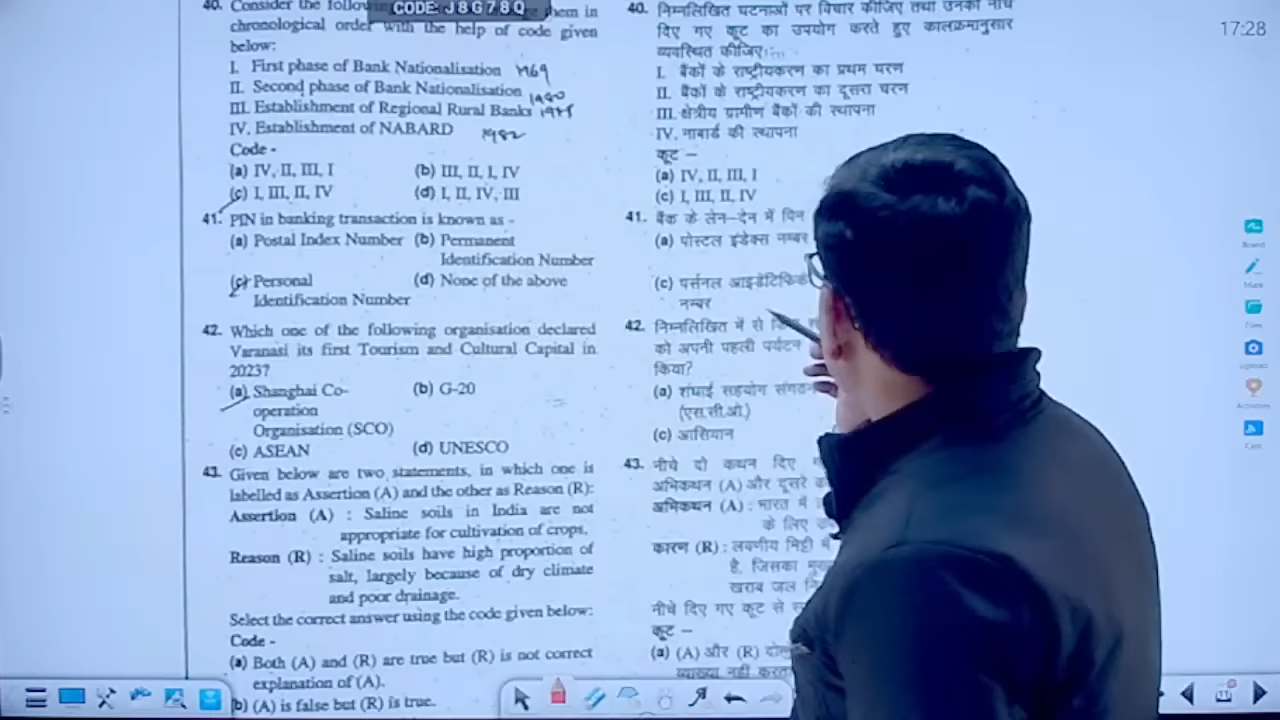 40. Consider the CODE: J8G78Q them in
chronological order with the help of code given
below:
I. First phase of Bank Nationalisation 1969
II. Second phase of Bank Nationalisation 1980
III. Establishment of Regional Rural Banks 1975
IV. Establishment of NABARD 1982
Code -
(a) IV, II, III, I (b) III, II, I, IV
(c) I, III, II, IV (d) I, II, IV, III
41. PIN in banking transaction is known as -
(a) Postal Index Number (b) Permanent
Identification Number
(c) Personal (d) None of the above
Identification Number
42. Which one of the following organisation declared
Varanasi its first Tourism and Cultural Capital in
2023?
(a) Shanghai Co- (b) G-20
operation
Organisation (SCO)
(c) ASEAN (d) UNESCO
43. Given below are two statements, in which one is
labelled as Assertion (A) and the other as Reason (R):
Assertion (A) : Saline soils in India are not
appropriate for cultivation of crops.
Reason (R) : Saline soils have high proportion of
salt, largely because of dry climate
and poor drainage.
Select the correct answer using the code given below:
Code -
(a) Both (A) and (R) are true but (R) is not correct
explanation of (A).
(b) (A) is false but (R) is true.
40. निम्नलिखित घटनाओं पर विचार कीजिए तथा उनको नीचे
दिए गए कूट का उपयोग करते हुए कालक्रमानुसार
व्यवस्थित कीजिए।
I. बैंकों के राष्ट्रीयकरण का प्रथम चरण
II. बैंकों के राष्ट्रीयकरण का दूसरा चरण
III. क्षेत्रीय ग्रामीण बैंकों की स्थापना
IV. नाबार्ड की स्थापना
कूट –
(a) IV, II, III, I
(c) I, III, II, IV
41. बैंक के लेन-देन में पिन
(a) पोस्टल इंडेक्स नम्बर
(c) पर्सनल
नम्बर
42. निम्नलिखित में से
को अपनी पहली पर्यटन
किया?
(a) शंघाई सहयोग संगठन
(एस.सी.ओ.)
(c) आसियान
43. नीचे दो कथन दिए
अभिकथन (A) और दूसरे
अभिकथन (A) : भारत में
के लिए
कारण (R) : लवणीय मिट्टी में
है, जिसका
खराब जल
नीचे दिए गए कूट से
कूट –
(a) (A) और (R)
व्याख्या नहीं
17:28
Board